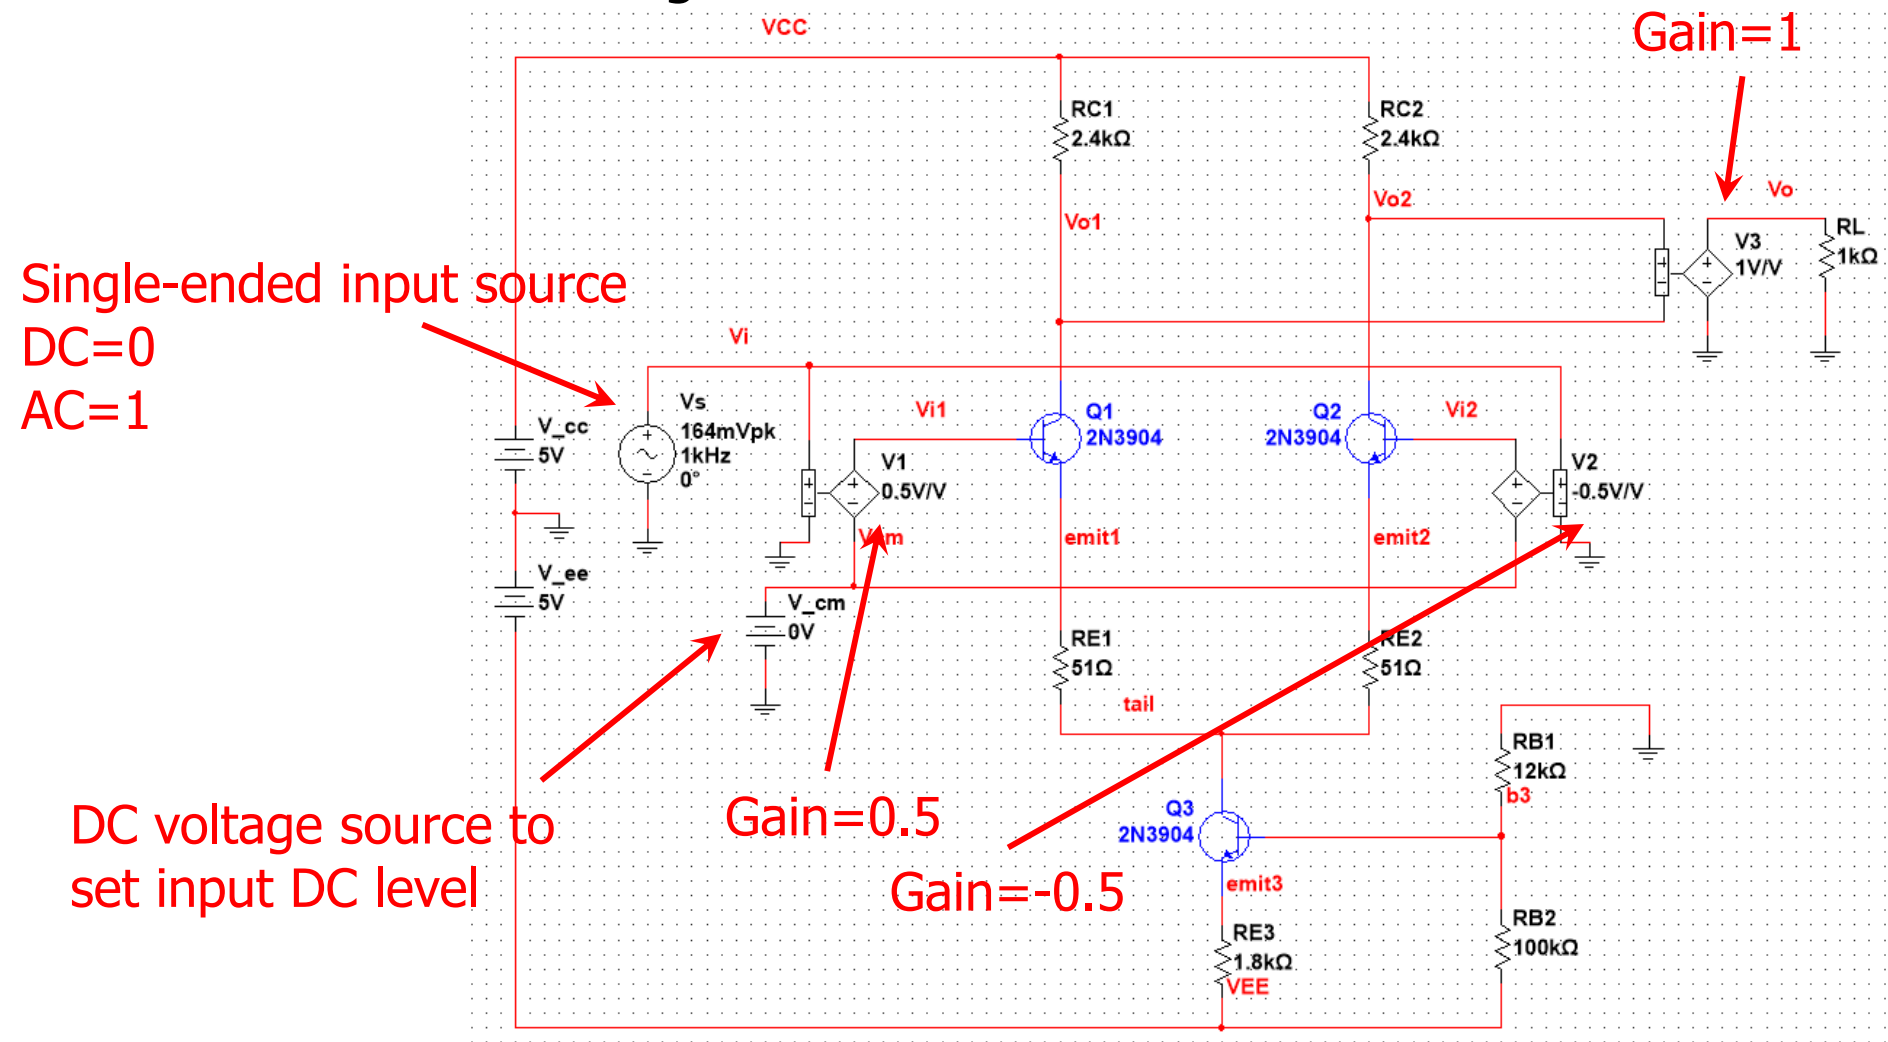 VCC
Gain=1
RC1
2.4kΩ
RC2
2.4kΩ
Vo2
Vo
Vo1
RL
1kΩ
V3
1V/V
Single-ended input source
DC=0
AC=1
Vi
Vs
164mVpk
1kHz
0°
V_cc
5V
Vi1
Q1
2N3904
Q2
2N3904
Vi2
V1
0.5V/V
V2
-0.5V/V
emit1
emit2
V_ee
5V
V_cm
0V
RE1
51Ω
RE2
51Ω
tail
RB1
12kΩ
b3
DC voltage source to
set input DC level
Gain=0.5
Gain=-0.5
Q3
2N3904
emit3
RE3
1.8kΩ
VEE
RB2
100kΩ